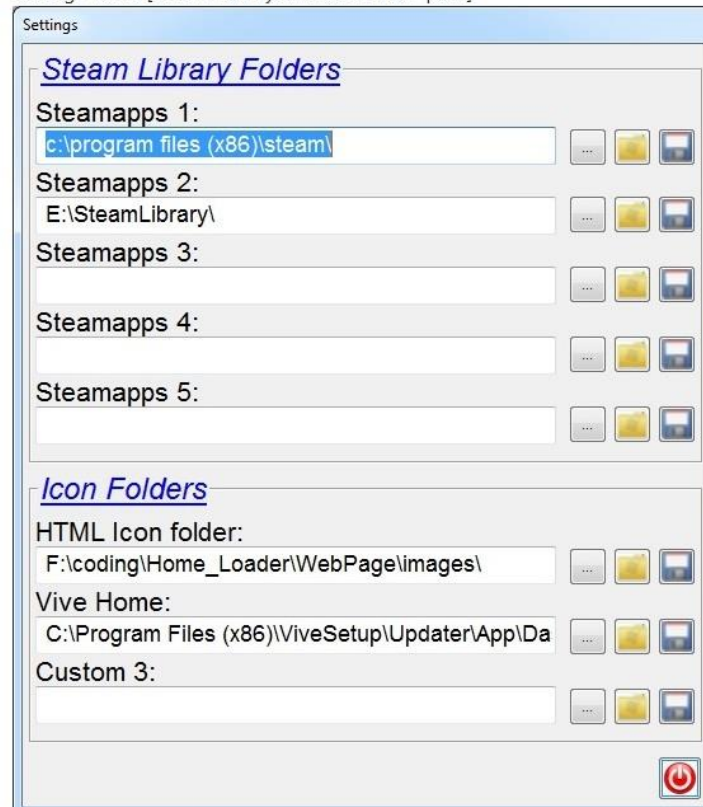 Settings
Steam Library Folders
Steamapps 1:
c:\program files (x86)\steam\
...
Steamapps 2:
E:\SteamLibrary\
...
Steamapps 3:
...
Steamapps 4:
...
Steamapps 5:
...
Icon Folders
HTML Icon folder:
F:\coding\Home_Loader\WebPage\images\
...
Vive Home:
C:\Program Files (x86)\ViveSetup\Updater\App\Da
...
Custom 3:
...